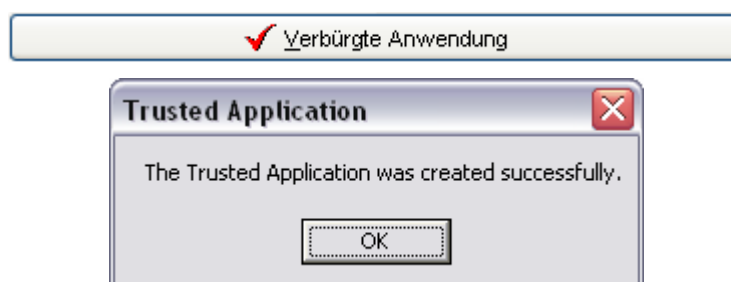 Verbürgte Anwendung
Trusted Application
The Trusted Application was created successfully.
OK